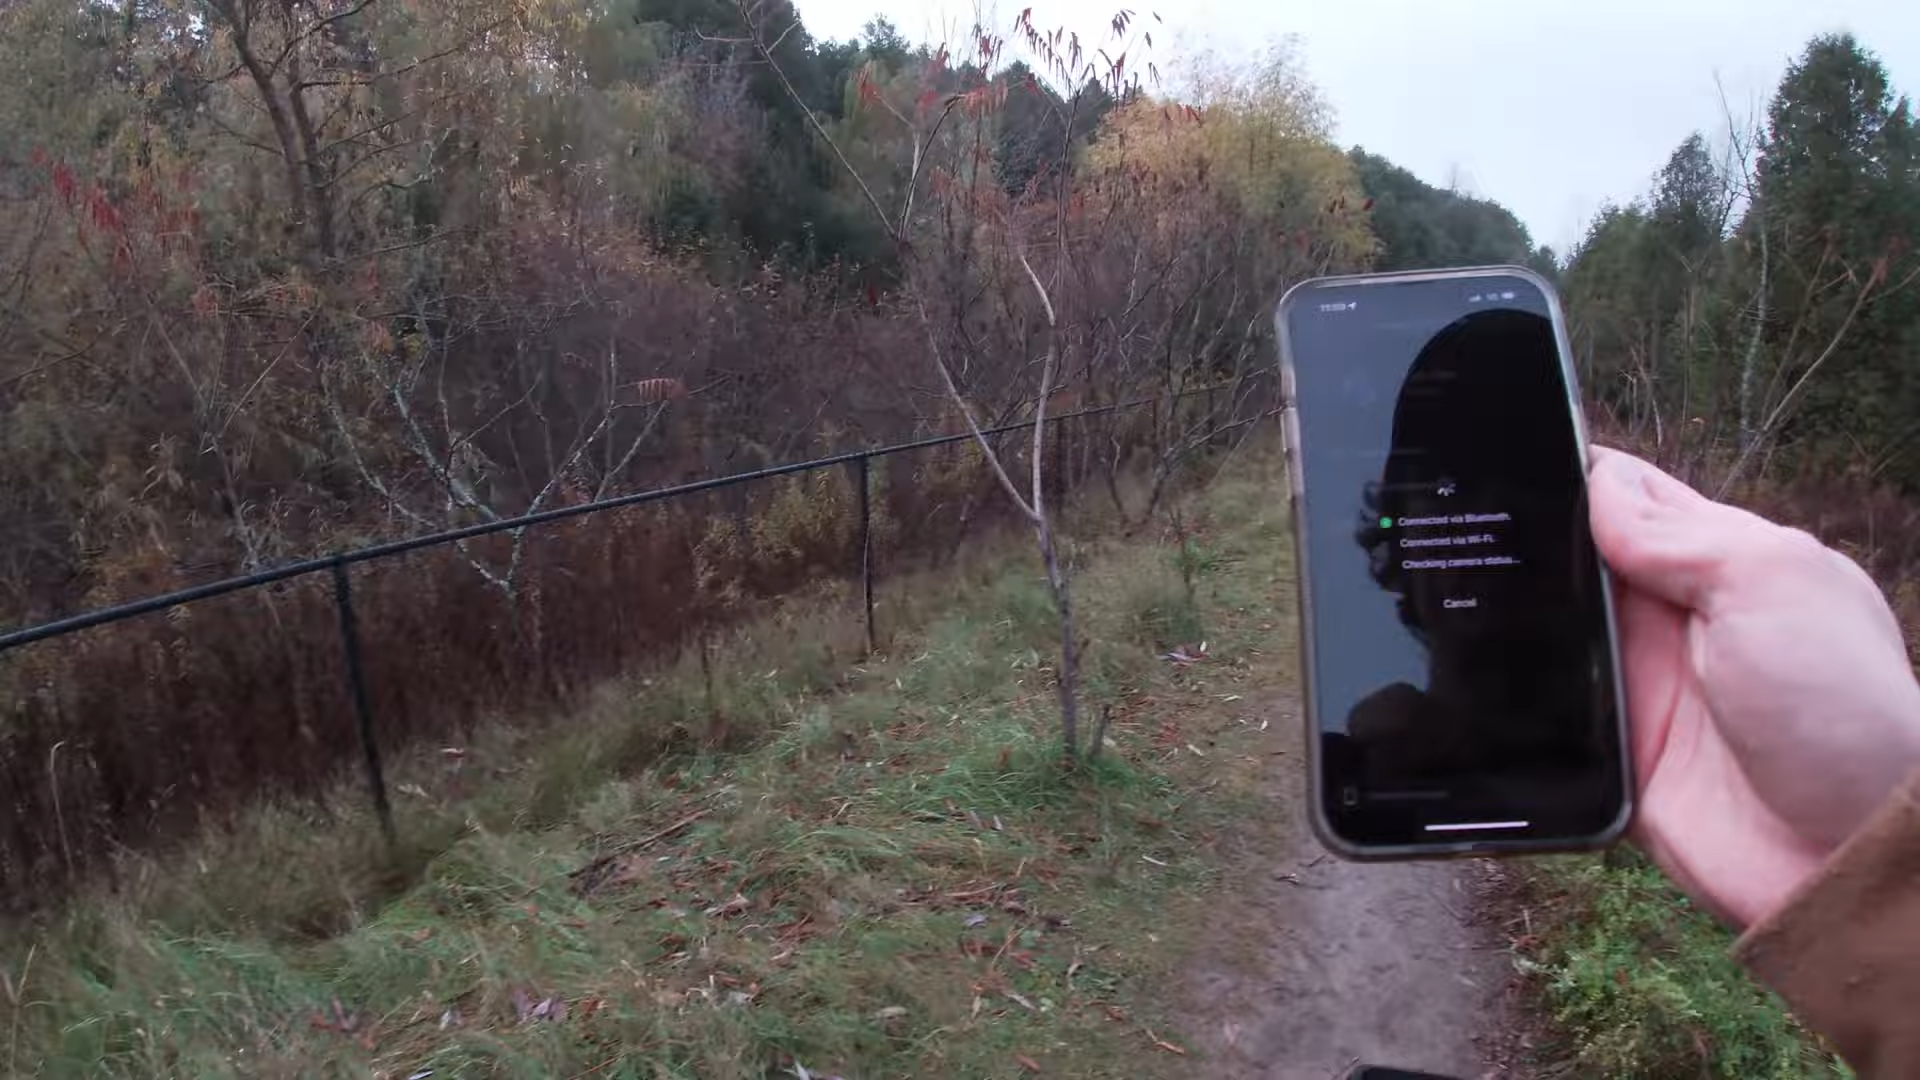 Connected via Bluetooth.
Connected via Wi-Fi.
Checking camera status...
Cancel